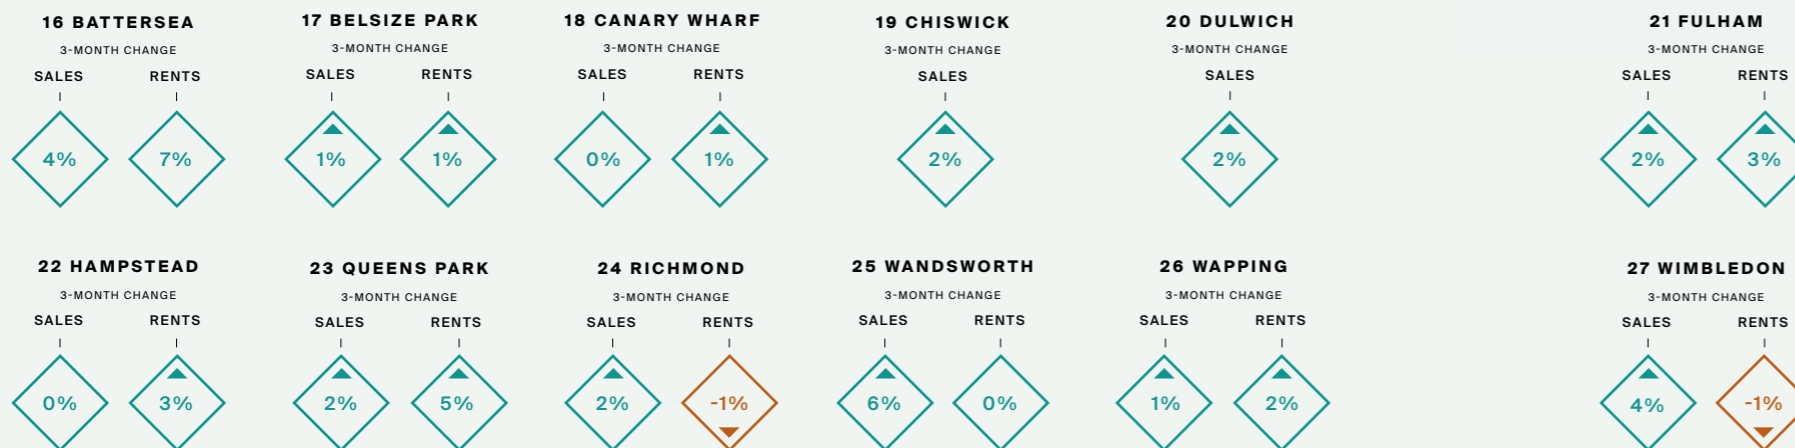 16 BATTERSEA
3-MONTH CHANGE
SALES RENTS
4% 7%
17 BELSIZE PARK
3-MONTH CHANGE
SALES RENTS
1% 1%
18 CANARY WHARF
3-MONTH CHANGE
SALES RENTS
0% 1%
19 CHISWICK
3-MONTH CHANGE
SALES
2%
20 DULWICH
3-MONTH CHANGE
SALES
2%
21 FULHAM
3-MONTH CHANGE
SALES RENTS
2% 3%
22 HAMPSTEAD
3-MONTH CHANGE
SALES RENTS
0% 3%
23 QUEENS PARK
3-MONTH CHANGE
SALES RENTS
2% 5%
24 RICHMOND
3-MONTH CHANGE
SALES RENTS
2% -1%
25 WANDSWORTH
3-MONTH CHANGE
SALES RENTS
6% 0%
26 WAPPING
3-MONTH CHANGE
SALES RENTS
1% 2%
27 WIMBLEDON
3-MONTH CHANGE
SALES RENTS
4% -1%